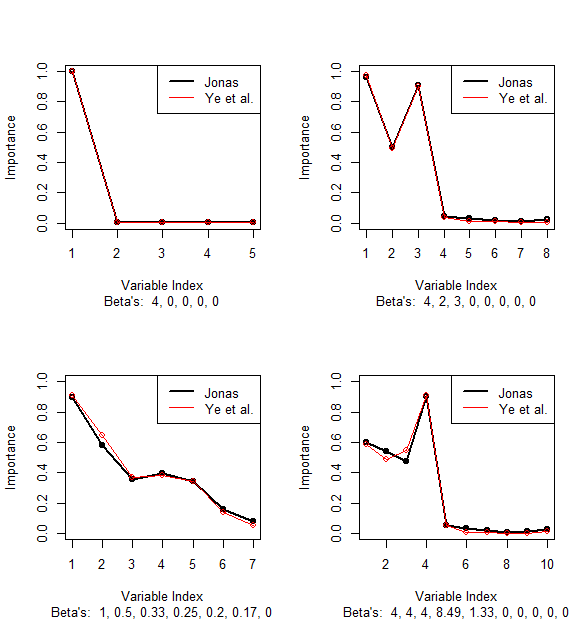 Importance
0.0 0.2 0.4 0.6 0.8 1.0
Jonas
Ye et al.
1 2 3 4 5
Variable Index
Beta's: 4, 0, 0, 0, 0
Importance
0.0 0.2 0.4 0.6 0.8 1.0
Jonas
Ye et al.
1 2 3 4 5 6 7 8
Variable Index
Beta's: 4, 2, 3, 0, 0, 0, 0, 0
Importance
0.0 0.2 0.4 0.6 0.8 1.0
Jonas
Ye et al.
1 2 3 4 5 6 7
Variable Index
Beta's: 1, 0.5, 0.33, 0.25, 0.2, 0.17, 0
Importance
0.0 0.2 0.4 0.6 0.8 1.0
Jonas
Ye et al.
2 4 6 8 10
Variable Index
Beta's: 4, 4, 4, 8.49, 1.33, 0, 0, 0, 0, 0